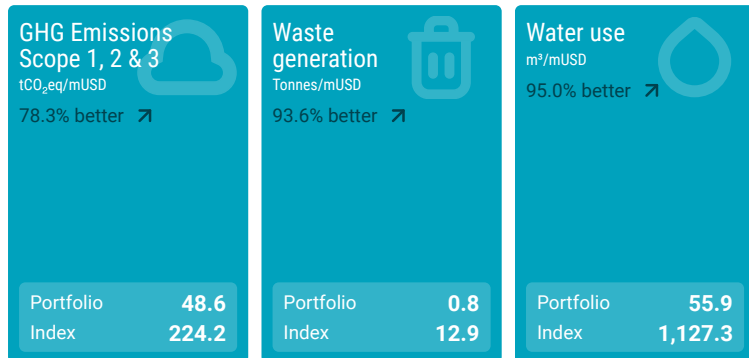 GHG Emissions
Scope 1, 2 & 3
tCO₂eq/mUSD
78.3% better
Portfolio 48.6
Index 224.2
Waste
generation
Tonnes/mUSD
93.6% better
Portfolio 0.8
Index 12.9
Water use
m³/mUSD
95.0% better
Portfolio 55.9
Index 1,127.3